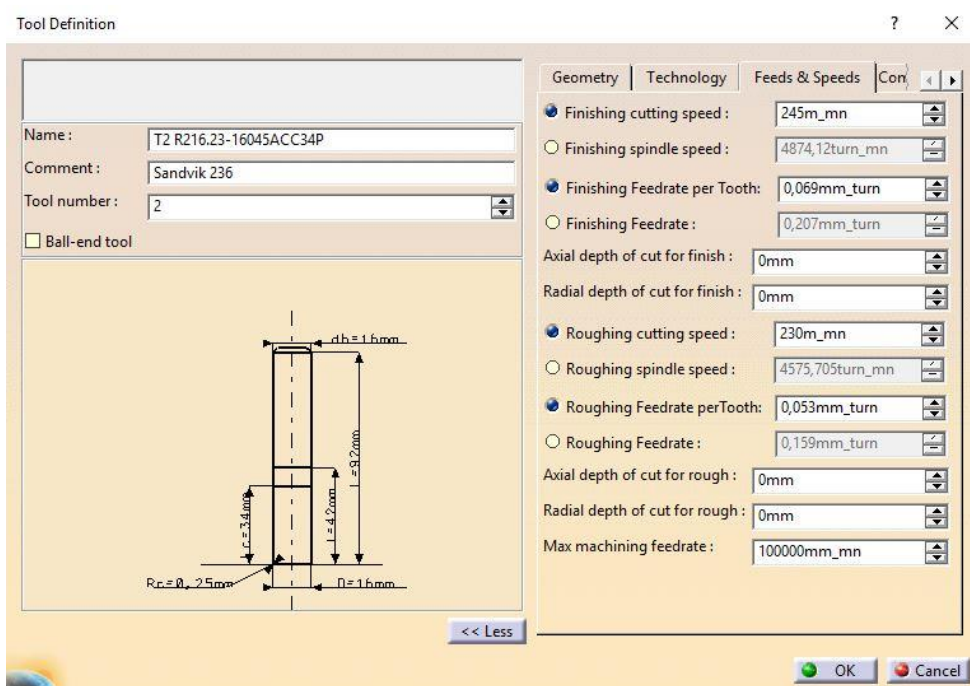 Tool Definition ? ×
Name : T2 R216.23-16045ACC34P
Comment : Sandvik 236
Tool number : 2
Ball-end tool
db=16mm
L=92mm
l=42mm
Lc=34mm
Rc=0,25mm
D=16mm
<< Less
Geometry Technology Feeds & Speeds Con
Finishing cutting speed : 245m_mn
Finishing spindle speed : 4874,12turn_mn
Finishing Feedrate per Tooth: 0,069mm_turn
Finishing Feedrate : 0,207mm_turn
Axial depth of cut for finish : 0mm
Radial depth of cut for finish : 0mm
Roughing cutting speed : 230m_mn
Roughing spindle speed : 4575,705turn_mn
Roughing Feedrate perTooth: 0,053mm_turn
Roughing Feedrate : 0,159mm_turn
Axial depth of cut for rough : 0mm
Radial depth of cut for rough : 0mm
Max machining feedrate : 100000mm_mn
OK Cancel